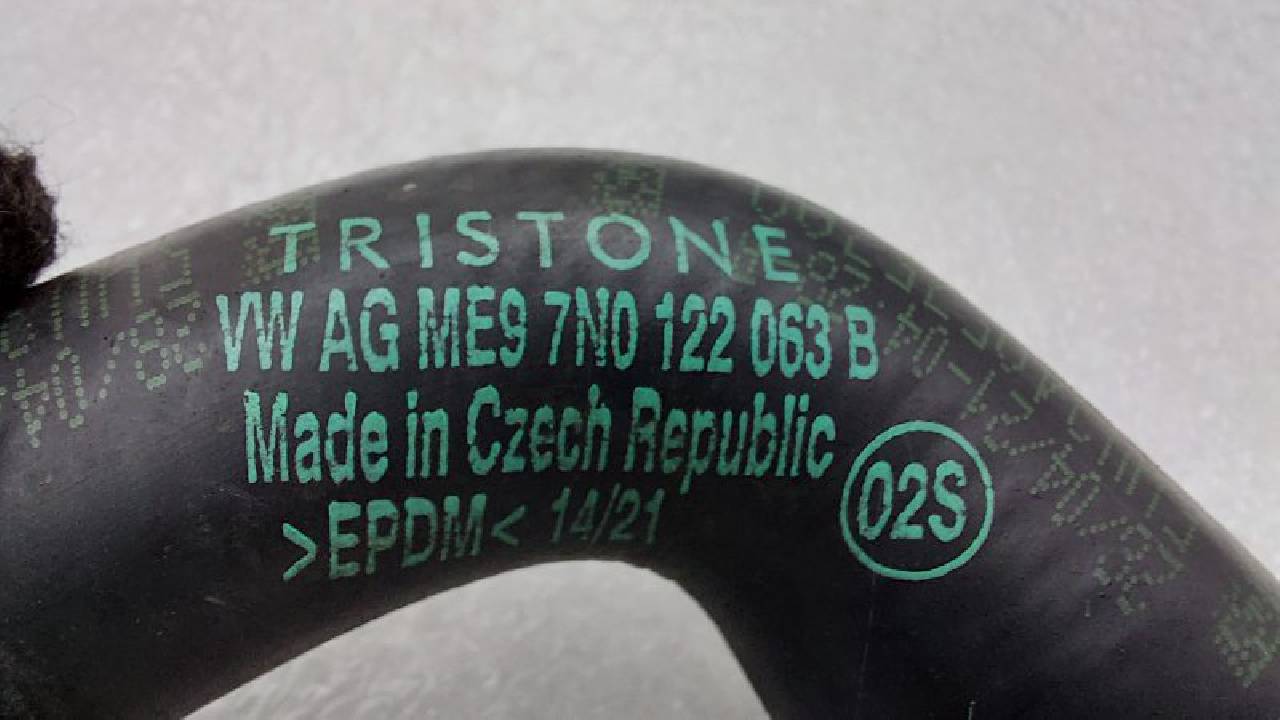 TRISTONE
VW AG ME9 7N0 122 063 B
Made in Czech Republic
>EPDM< 14/21
02S